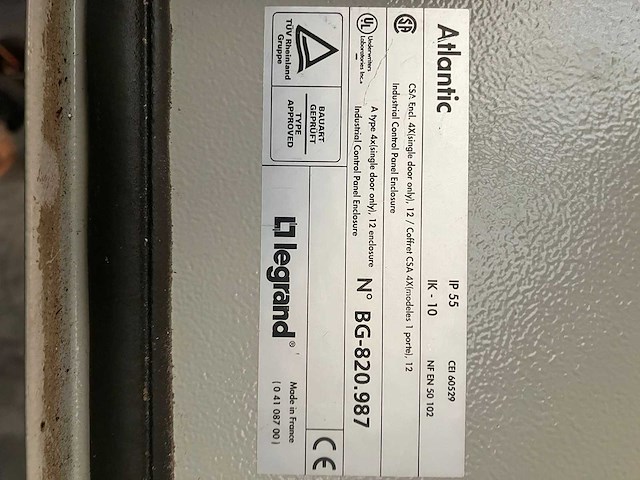 Atlantic
IP 55 CEI 60529
IK - 10 NF EN 50 102
CSA Encl. 4X(single door only), 12 / Coffret CSA 4X(modeles 1 porte), 12
Industrial Control Panel Enclosure
UL
Underwriters
Laboratories Inc.®
A type 4x(single door only), 12 enclosure
Industrial Control Panel Enclosure
N° BG-820.987
TÜV Rheinland
Gruppe
BAUART
GEPRÜFT
TYPE
APPROVED
legrand®
Made in France
( 0 41 087 00 )
CE